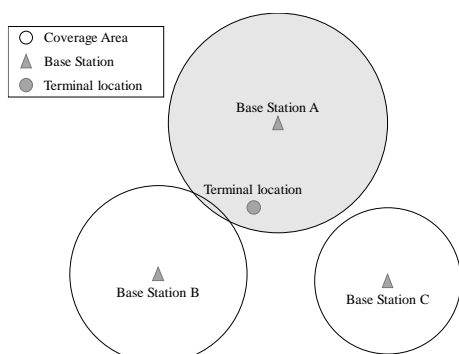 Coverage Area
Base Station
Terminal location
Base Station A
Terminal location
Base Station B
Base Station C